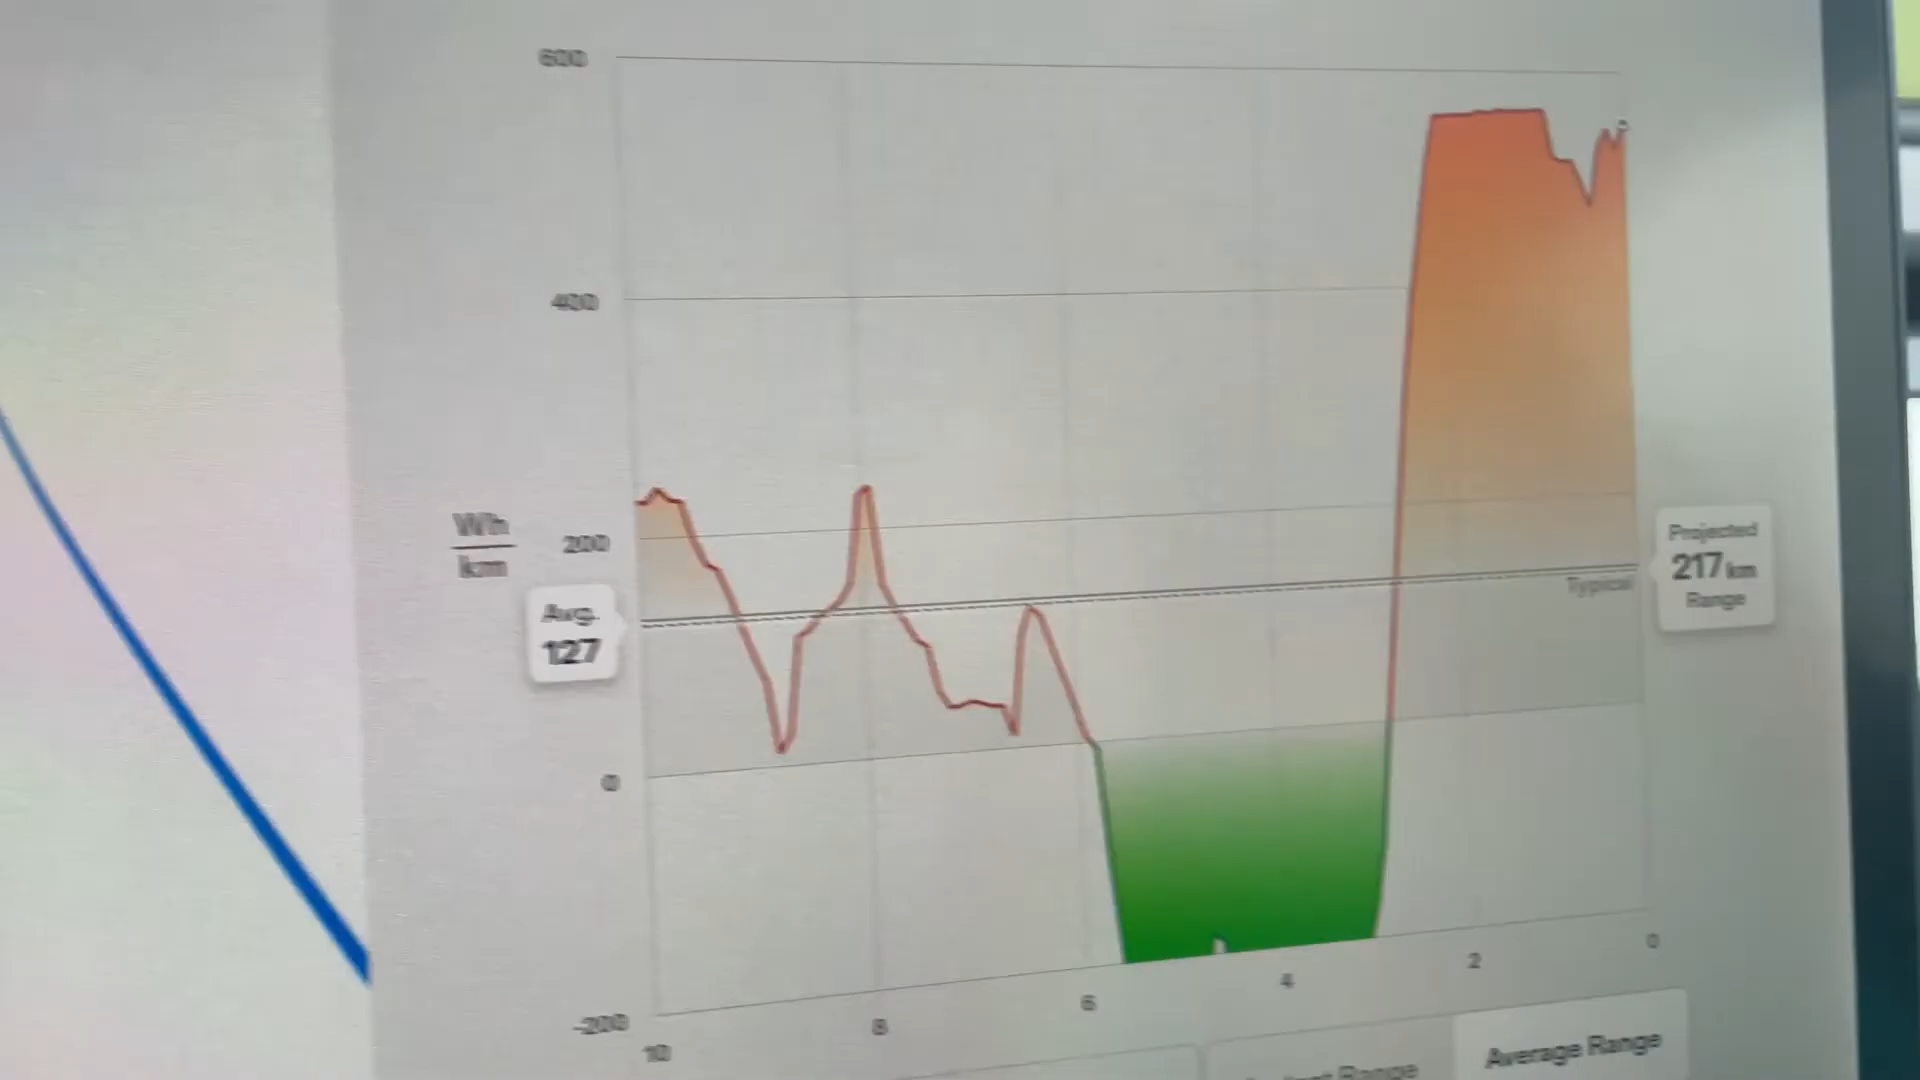 600
400
Wh
km
200
Avg.
127
Projected
217 km
Range
Typical
0
-200
10
8
6
4
2
0
Range
Average Range